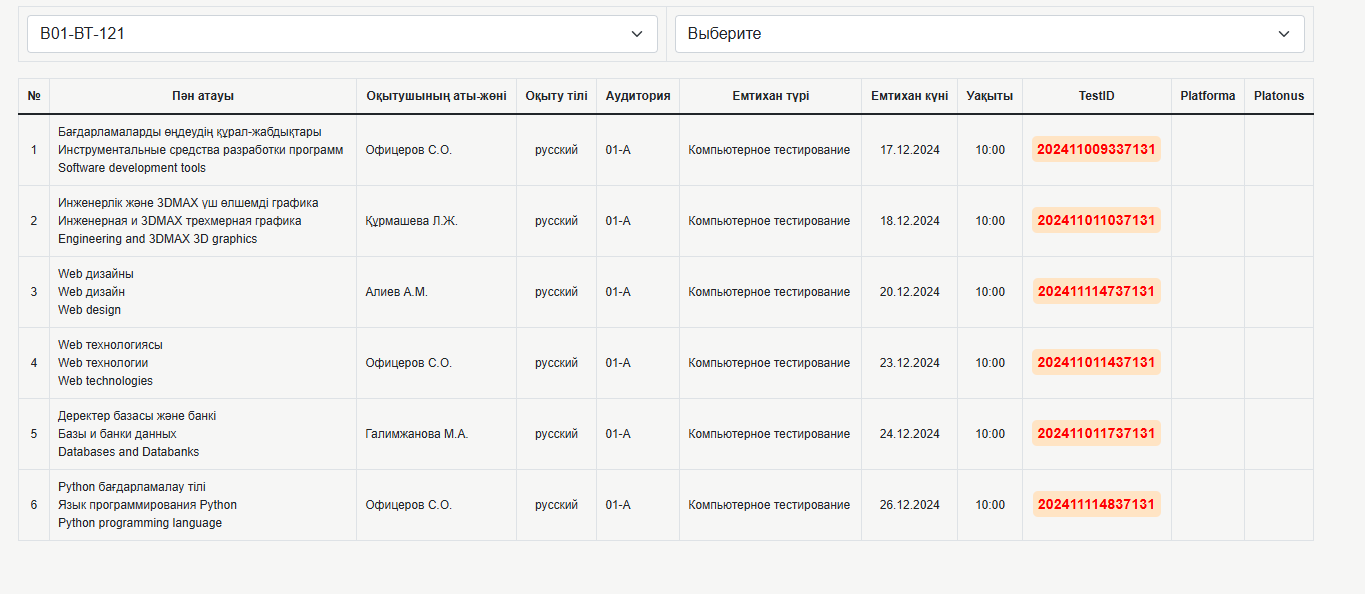 В01-ВТ-121
Выберите
№ Пән атауы Оқытушының аты-жөні Оқыту тілі Аудитория Емтихан түрі Емтихан күні Уақыты TestID Platforma Platonus
Бағдарламаларды өңдеудің құрал-жабдықтары
1 Инструментальные средства разработки программ Офицеров С.О. русский 01-А Компьютерное тестирование 17.12.2024 10:00 202411009337131
Software development tools
Инженерлік және 3DMAX үш өлшемді графика
2 Инженерная и 3DMAX трехмерная графика Құрмашева Л.Ж. русский 01-А Компьютерное тестирование 18.12.2024 10:00 202411011037131
Engineering and 3DMAX 3D graphics
Web дизайны
3 Web дизайн Алиев А.М. русский 01-А Компьютерное тестирование 20.12.2024 10:00 202411114737131
Web design
Web технологиясы
4 Web технологии Офицеров С.О. русский 01-А Компьютерное тестирование 23.12.2024 10:00 202411011437131
Web technologies
Деректер базасы және банкі
5 Базы и банки данных Галимжанова М.А. русский 01-А Компьютерное тестирование 24.12.2024 10:00 202411011737131
Databases and Databanks
Python бағдарламалау тілі
6 Язык программирования Python Офицеров С.О. русский 01-А Компьютерное тестирование 26.12.2024 10:00 202411114837131
Python programming language